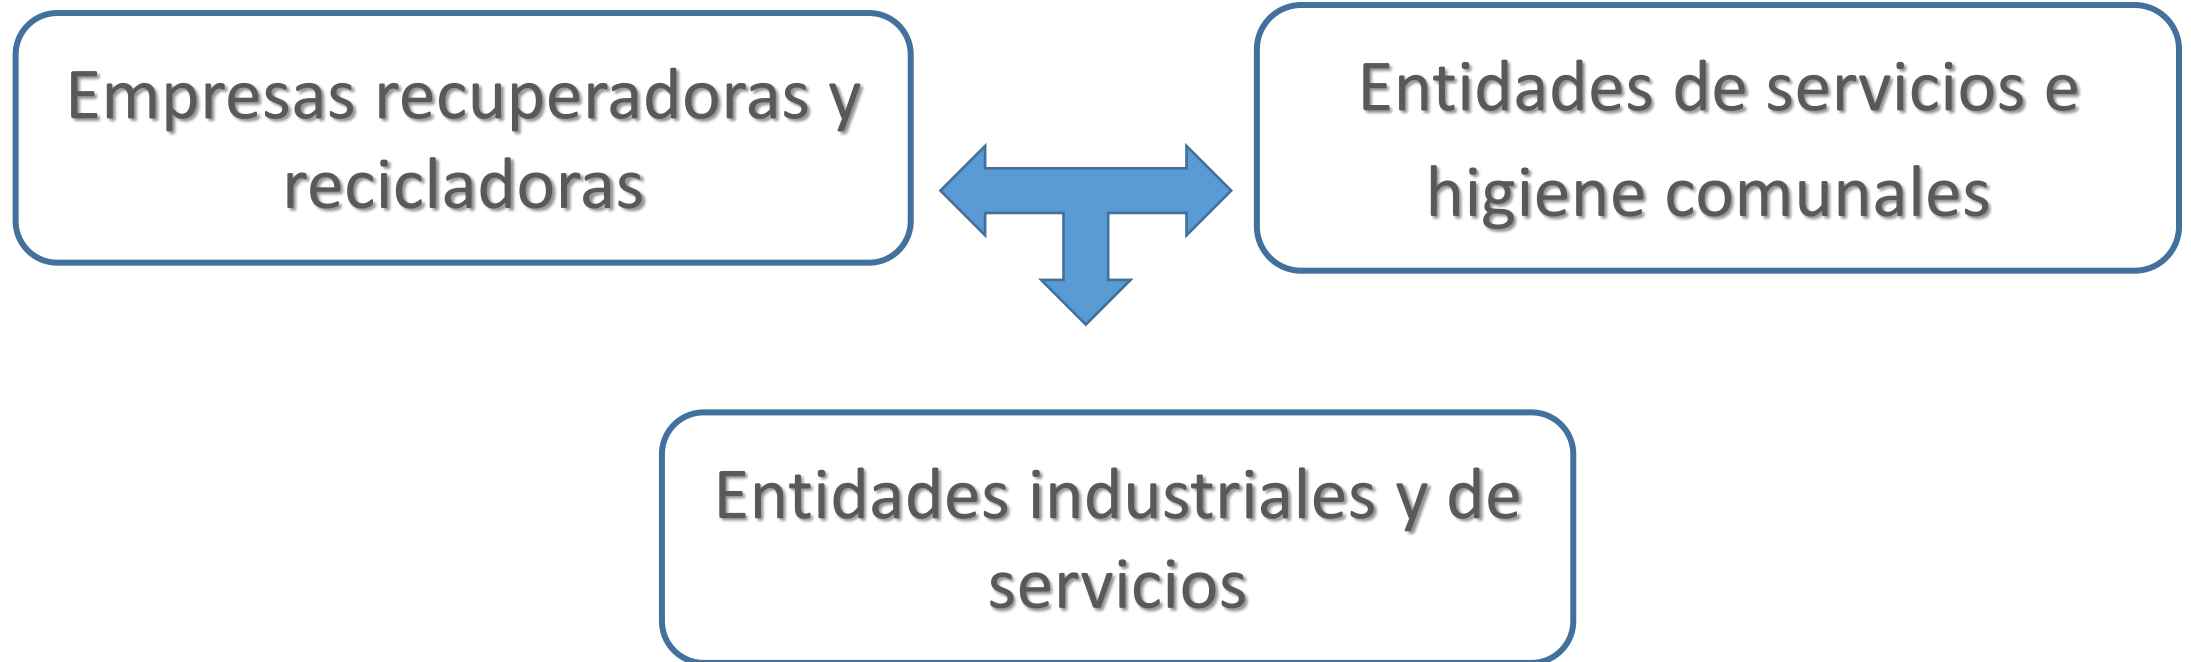 Empresas recuperadoras y
recicladoras
Entidades de servicios e
higiene comunales
Entidades industriales y de
servicios